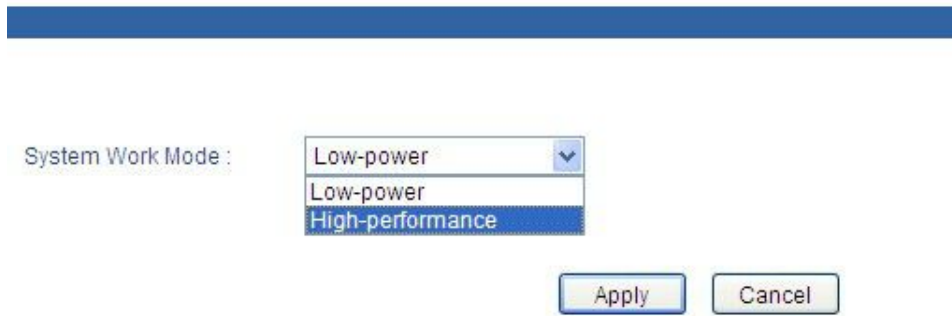 System Work Mode :
Low-power
Low-power
High-performance
Apply
Cancel